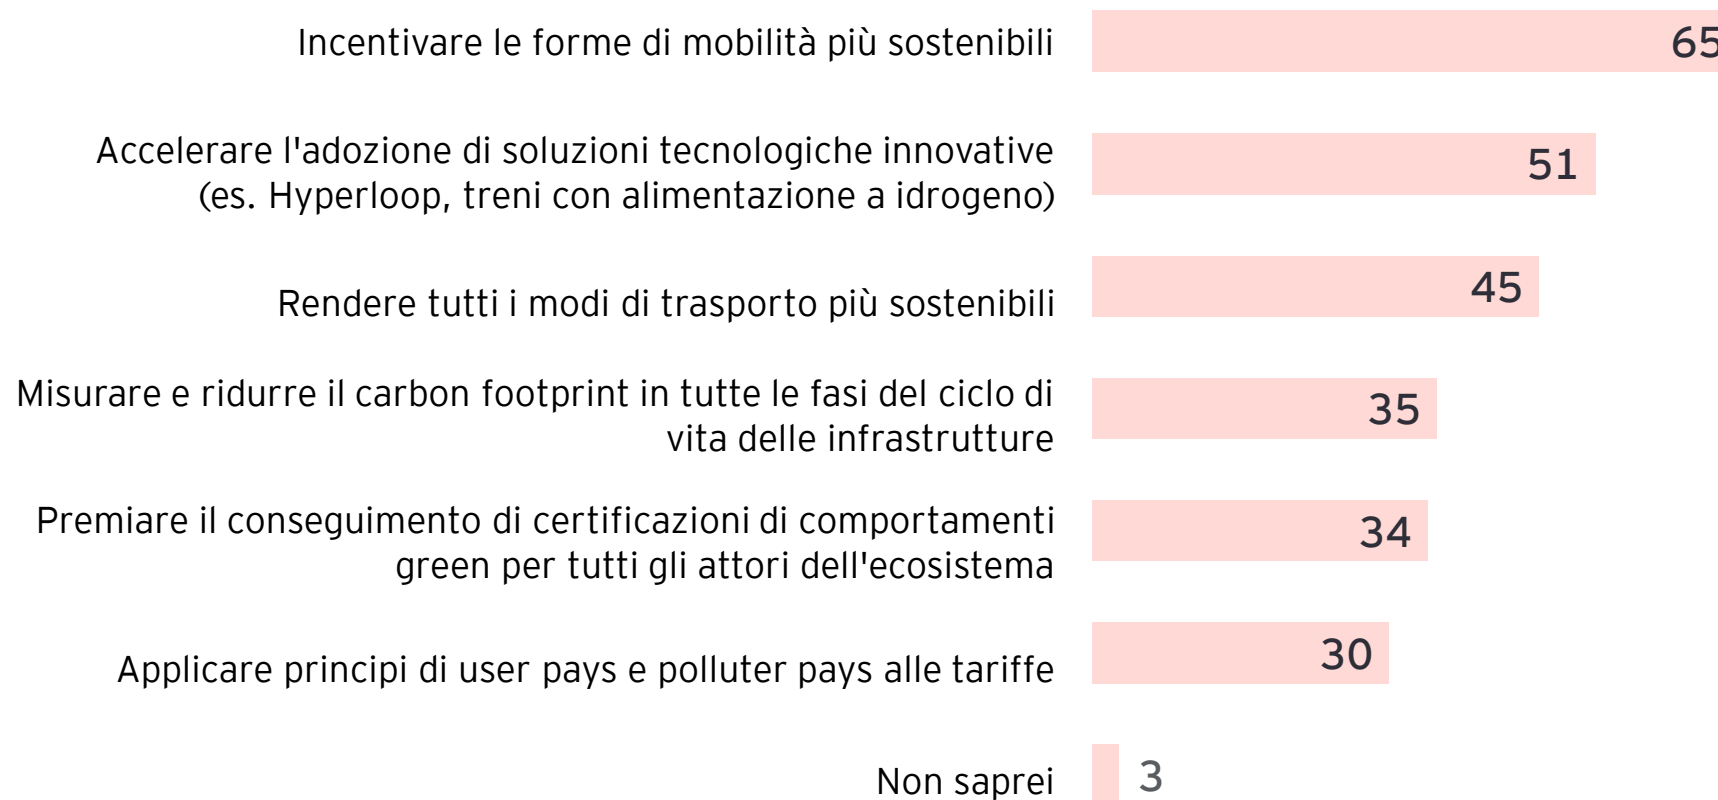 Incentivare le forme di mobilità più sostenibili
65
Accelerare l'adozione di soluzioni tecnologiche innovative
(es. Hyperloop, treni con alimentazione a idrogeno)
51
Rendere tutti i modi di trasporto più sostenibili
45
Misurare e ridurre il carbon footprint in tutte le fasi del ciclo di
vita delle infrastrutture
35
Premiare il conseguimento di certificazioni di comportamenti
green per tutti gli attori dell'ecosistema
34
Applicare principi di user pays e polluter pays alle tariffe
30
Non saprei
3